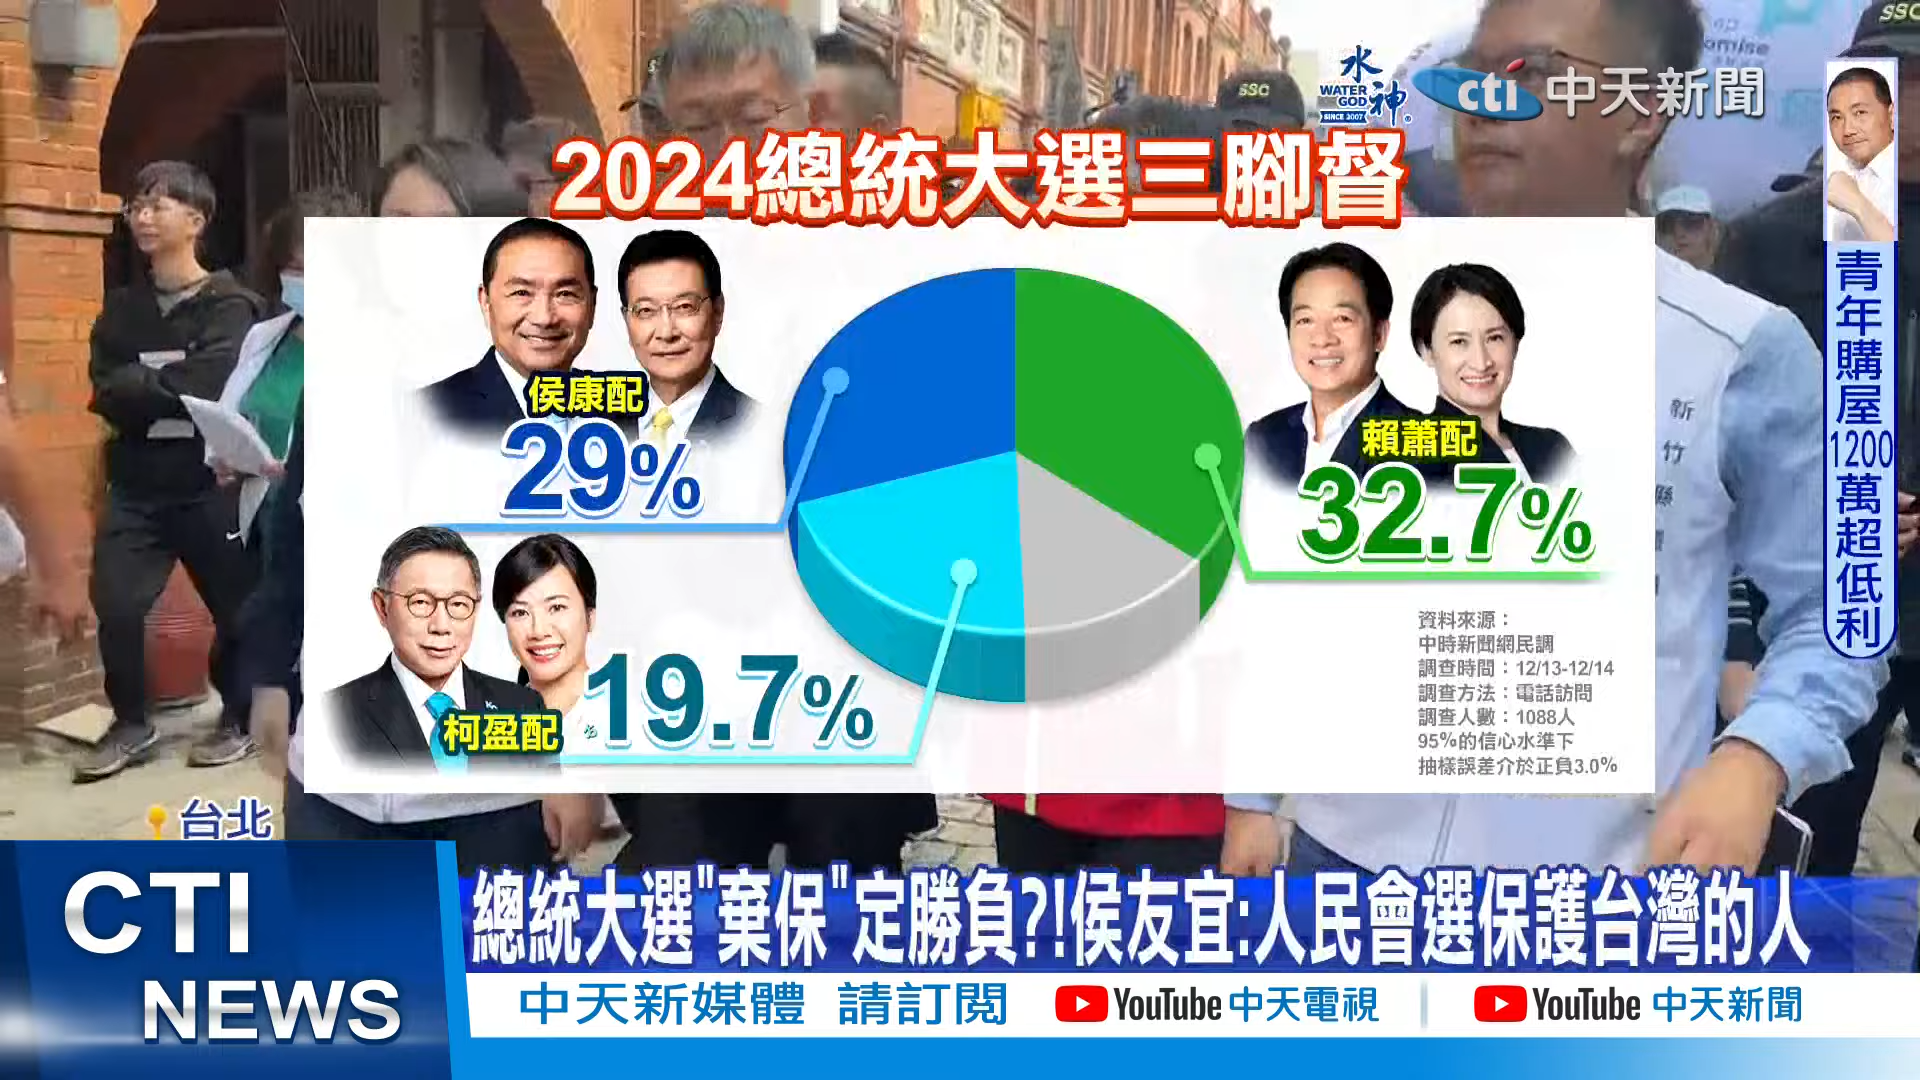 SSC
SSC
水神
WATER
GOD
SINCE 2007
cti 中天新聞
2024總統大選三腳督
侯康配
29%
賴蕭配
32.7%
柯盈配
19.7%
資料來源：
中時新聞網民調
調查時間：12/13-12/14
調查方法：電話訪問
調查人數：1088人
95%的信心水準下
抽樣誤差介於正負3.0%
青年購屋1200萬超低利
新竹縣
台北
CTI
NEWS
總統大選"棄保"定勝負?!侯友宜:人民會選保護台灣的人
中天新媒體 請訂閱 YouTube 中天電視 YouTube 中天新聞